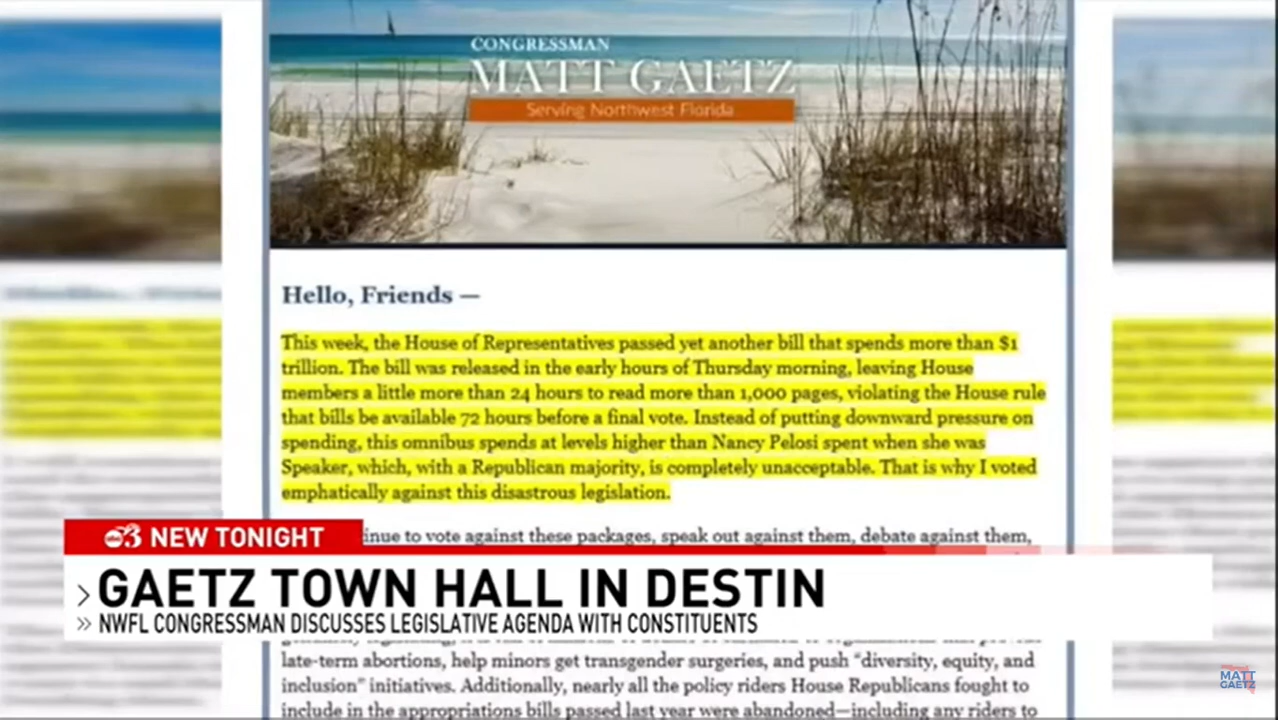 CONGRESSMAN
MATT GAETZ
Serving Northwest Florida
Hello, Friends —
This week, the House of Representatives passed yet another bill that spends more than $1
trillion. The bill was released in the early hours of Thursday morning, leaving House
members a little more than 24 hours to read more than 1,000 pages, violating the House rule
that bills be available 72 hours before a final vote. Instead of putting downward pressure on
spending, this omnibus spends at levels higher than Nancy Pelosi spent when she was
Speaker, which, with a Republican majority, is completely unacceptable. That is why I voted
emphatically against this disastrous legislation.
inue to vote against these packages, speak out against them, debate against them,
abc 3 NEW TONIGHT
GAETZ TOWN HALL IN DESTIN
NWFL CONGRESSMAN DISCUSSES LEGISLATIVE AGENDA WITH CONSTITUENTS
late-term abortions, help minors get transgender surgeries, and push “diversity, equity, and
inclusion” initiatives. Additionally, nearly all the policy riders House Republicans fought to
include in the appropriations bills passed last year were abandoned—including any riders to
MATT
GAETZ